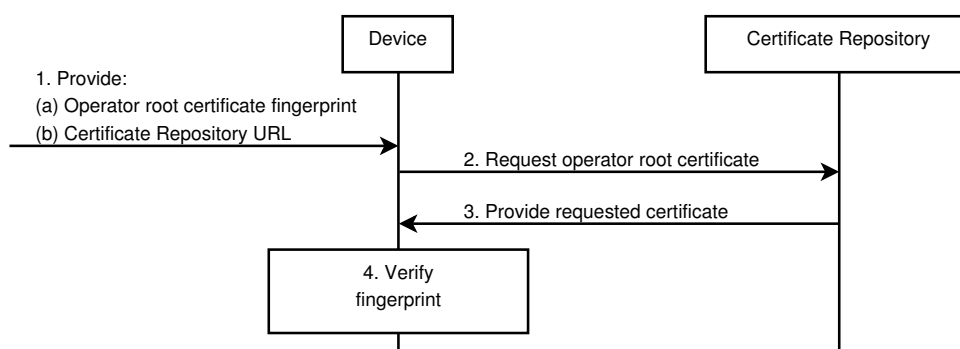 Device
Certificate Repository
1. Provide:
(a) Operator root certificate fingerprint
(b) Certificate Repository URL
2. Request operator root certificate
3. Provide requested certificate
4. Verify
fingerprint